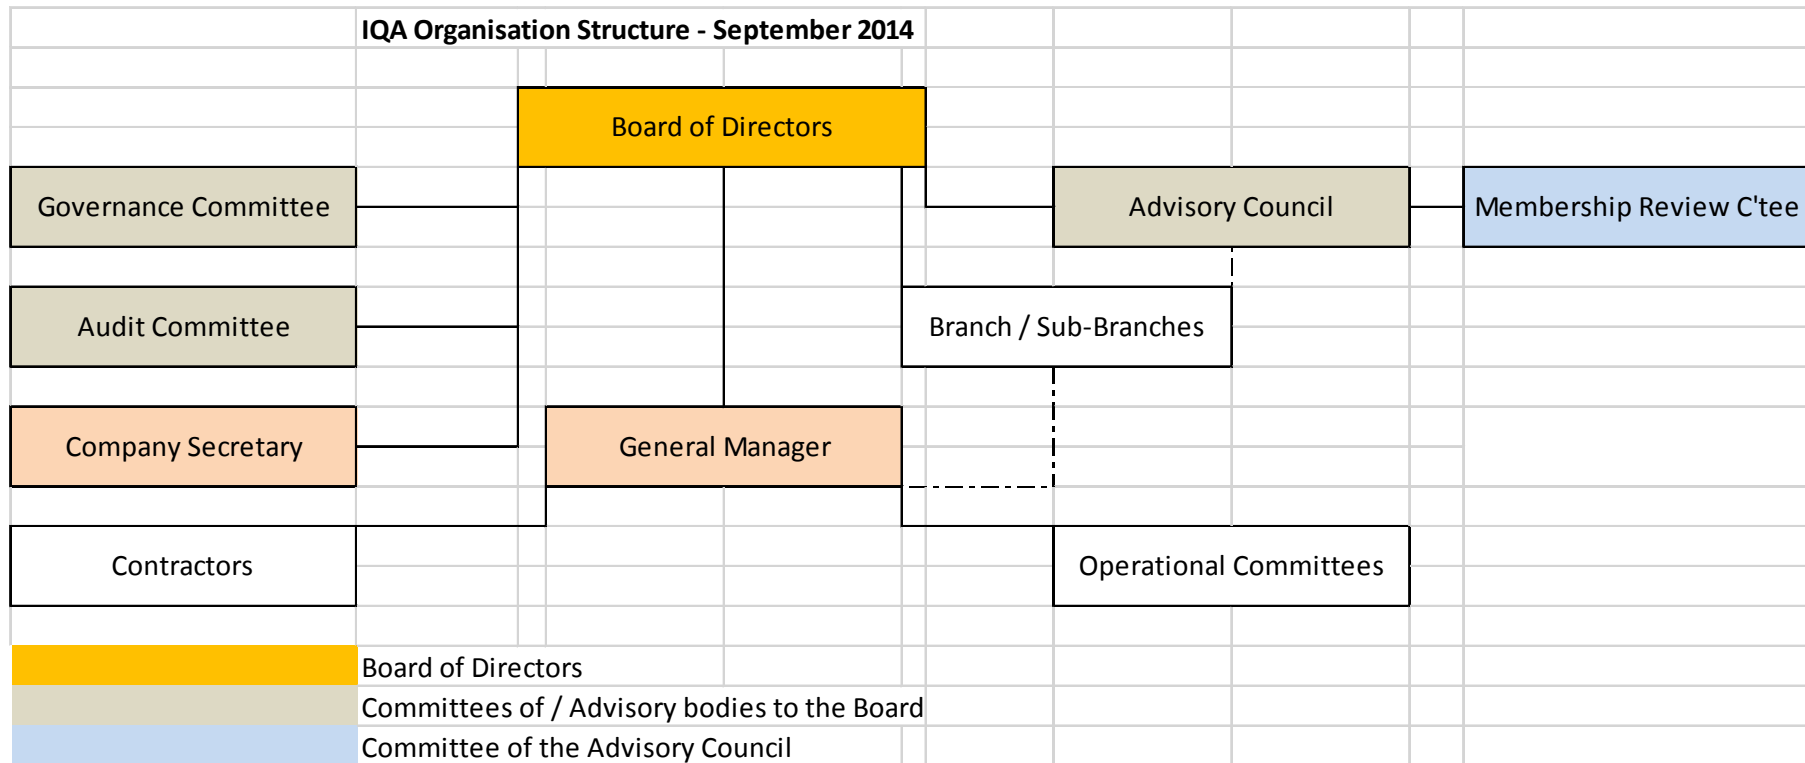 IQA Organisation Structure - September 2014
Board of Directors
Governance Committee
Advisory Council
Membership Review C'tee
Audit Committee
Branch / Sub-Branches
Company Secretary
General Manager
Contractors
Operational Committees
Board of Directors
Committees of / Advisory bodies to the Board
Committee of the Advisory Council